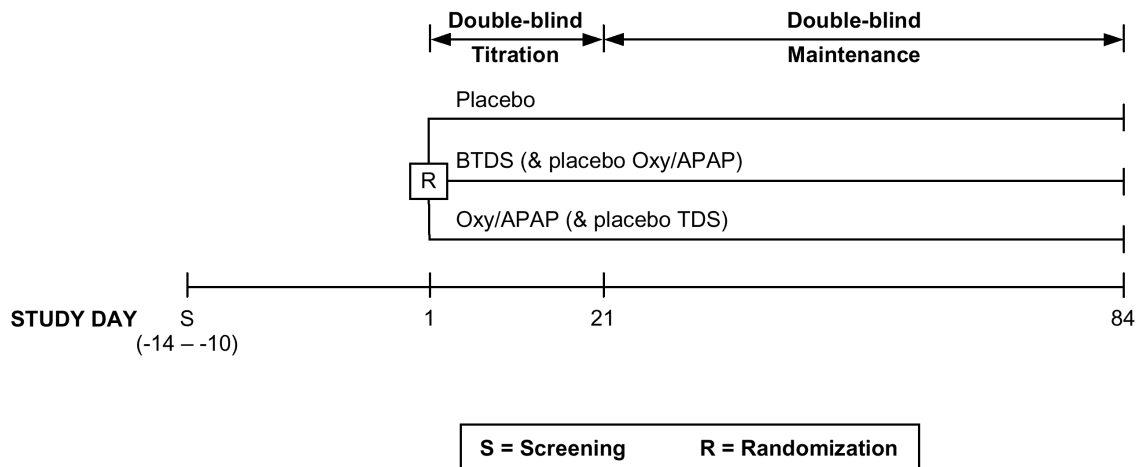 Double-blind Double-blind
Titration Maintenance
Placebo
BTDS (& placebo Oxy/APAP)
R
Oxy/APAP (& placebo TDS)
STUDY DAY S 1 21 84
(-14 – -10)
S = Screening R = Randomization